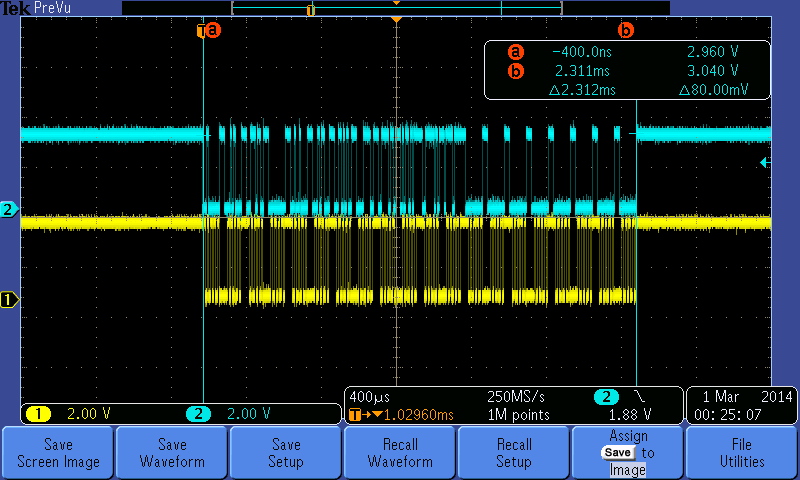 Tek PreVu
T a b
a -400.0ns 2.960 V
b 2.311ms 3.040 V
△2.312ms △80.00mV
2
1
1 2.00 V 2 2.00 V
400µs 250MS/s 2 1.88 V
T→▼1.02960ms 1M points
1 Mar 2014
00:25:07
Save Screen Image
Save Waveform
Save Setup
Recall Waveform
Recall Setup
Assign Save to Image
File Utilities